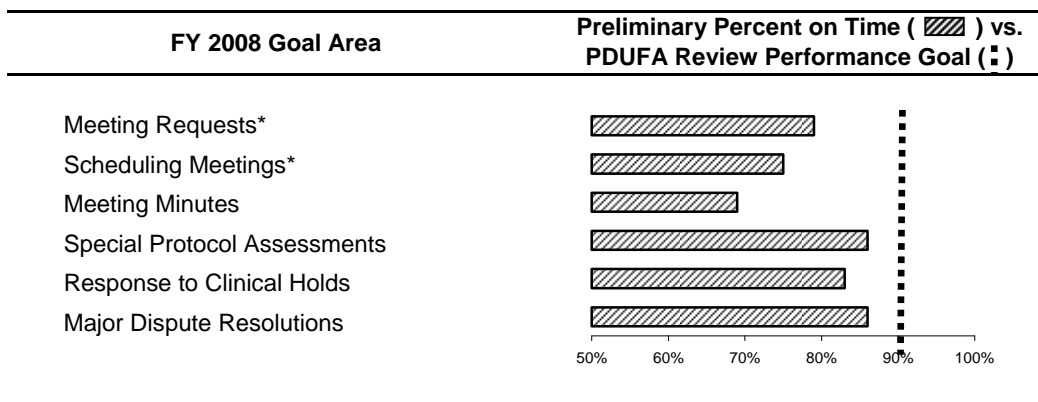 FY 2008 Goal Area
Preliminary Percent on Time ( ) vs.
PDUFA Review Performance Goal ( )
Meeting Requests*
Scheduling Meetings*
Meeting Minutes
Special Protocol Assessments
Response to Clinical Holds
Major Dispute Resolutions
50% 60% 70% 80% 90% 100%